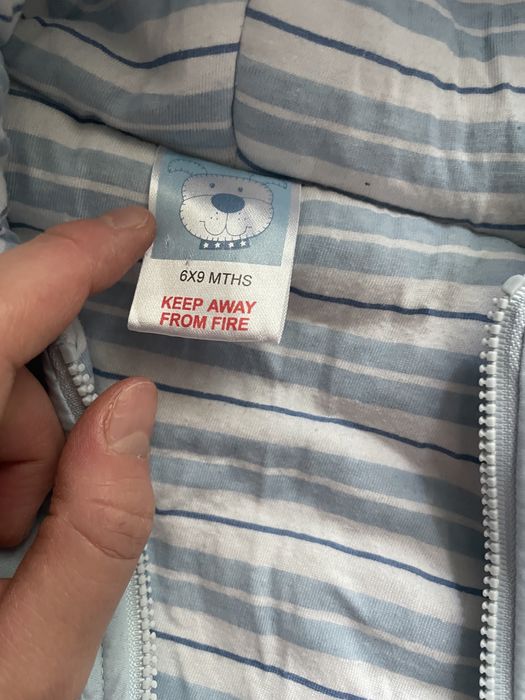 6X9 MTHS
KEEP AWAY
FROM FIRE